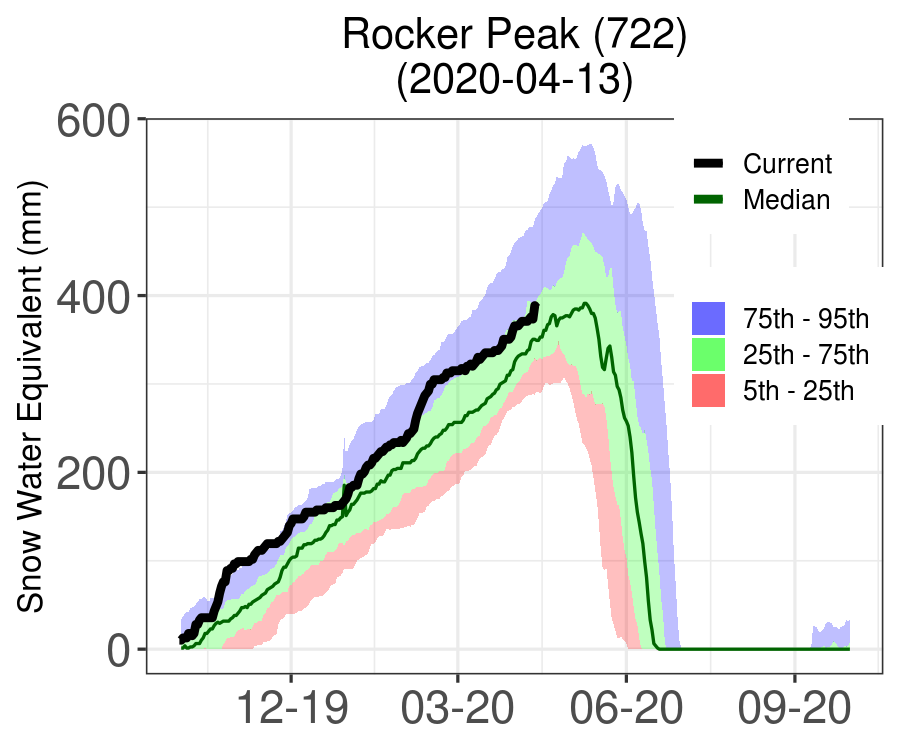 Rocker Peak (722)
(2020-04-13)
Snow Water Equivalent (mm)
600
400
200
0
12-19
03-20
06-20
09-20
Current
Median
75th - 95th
25th - 75th
5th - 25th